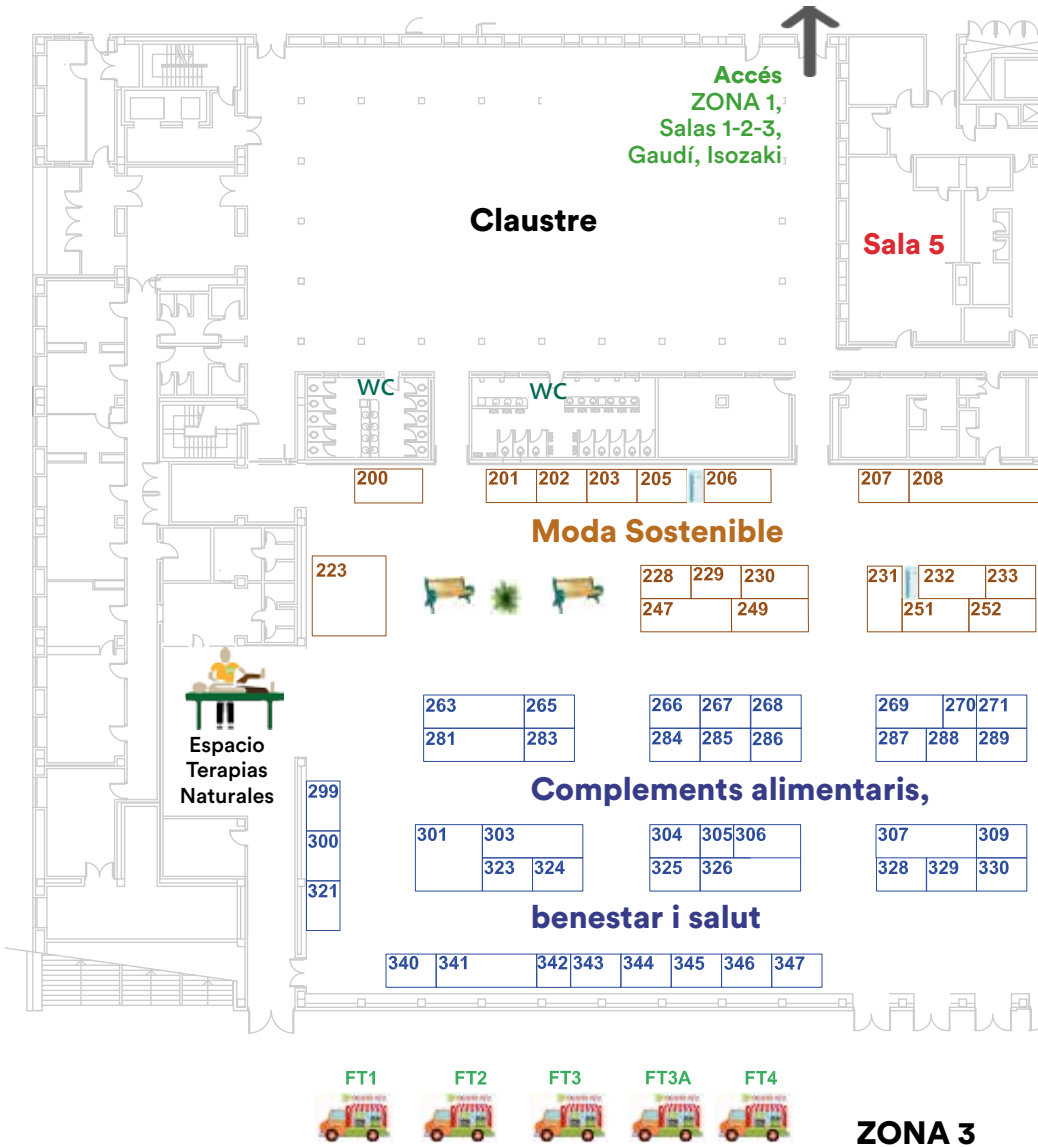 Accés
ZONA 1,
Salas 1-2-3,
Gaudí, Isozaki
Claustre
Sala 5
WC
WC
200
201 202 203 205 206
207 208
Moda Sostenible
223
228 229 230
231 232 233
247 249
251 252
Espacio
Terapias
Naturales
263 265
266 267 268
269 270 271
281 283
284 285 286
287 288 289
Complements alimentaris,
299
300
321
301 303
304 305 306
307 309
323 324
325 326
328 329 330
benestar i salut
340 341 342 343 344 345 346 347
FT1 FT2 FT3 FT3A FT4
ZONA 3